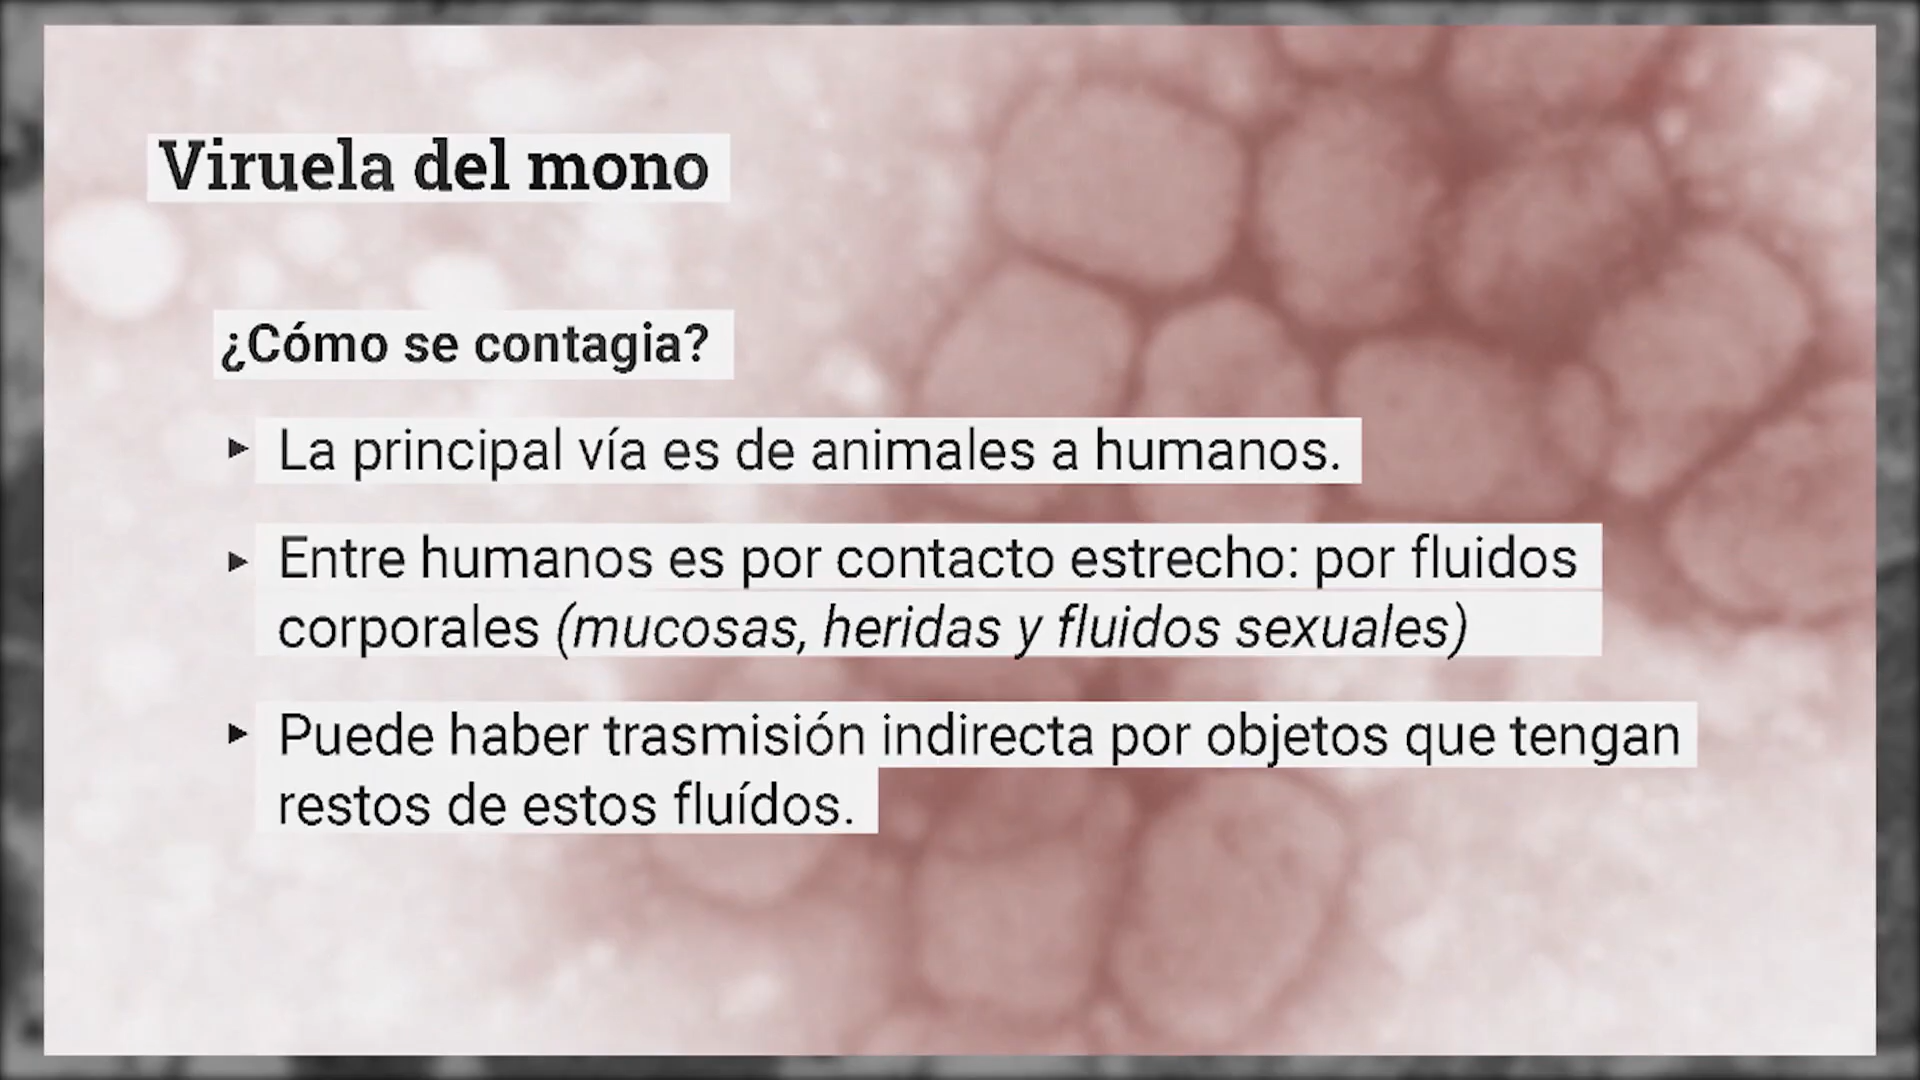 Viruela del mono
¿Cómo se contagia?
▸ La principal vía es de animales a humanos.
▸ Entre humanos es por contacto estrecho: por fluidos
corporales (mucosas, heridas y fluidos sexuales)
▸ Puede haber trasmisión indirecta por objetos que tengan
restos de estos fluídos.